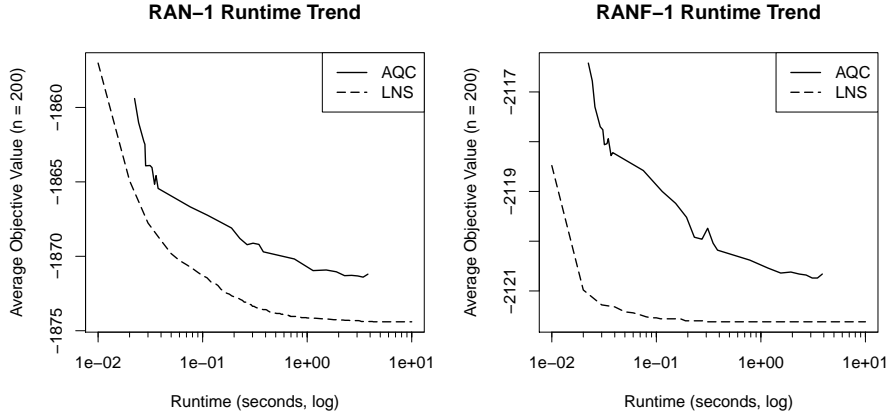 RAN−1 Runtime Trend
Average Objective Value (n = 200)
−1860
−1865
−1870
−1875
AQC
LNS
1e−02
1e−01
1e+00
1e+01
Runtime (seconds, log)
RANF−1 Runtime Trend
Average Objective Value (n = 200)
−2117
−2119
−2121
AQC
LNS
1e−02
1e−01
1e+00
1e+01
Runtime (seconds, log)